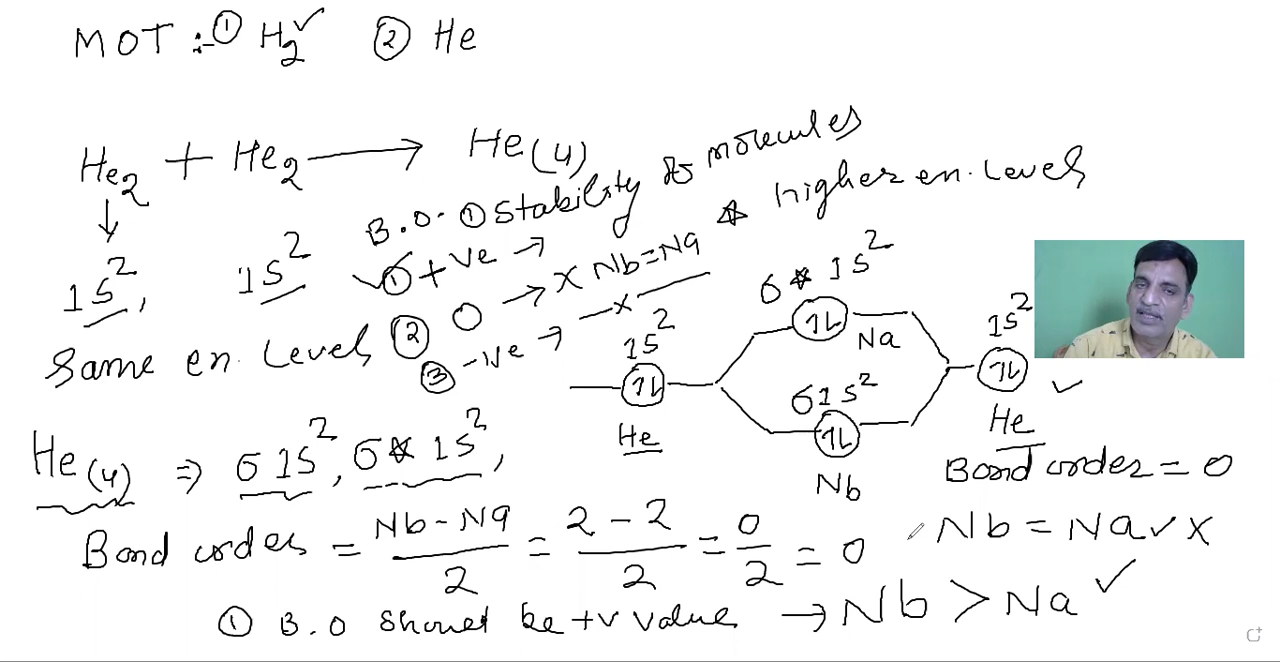 MOT :- ① H₂ ✓ ② He
He₂ + He₂ → He(4)
↓
1s², 1s²
Same en. Level
B.O. ① Stability of molecules
✓① +ve →
② 0 → × Nb=Na
③ -ve → —×
☆ higher en. Level
σ* 1s²
Na
1s²
He
σ1s²
Nb
1s²
He
He(4) ⇒ σ 1s², σ* 1s²,
Bond order = 0
Bond order = Nb - Na / 2 = 2 - 2 / 2 = 0 / 2 = 0
Nb = Na ✓ ×
① B.O should be +v value → Nb > Na ✓